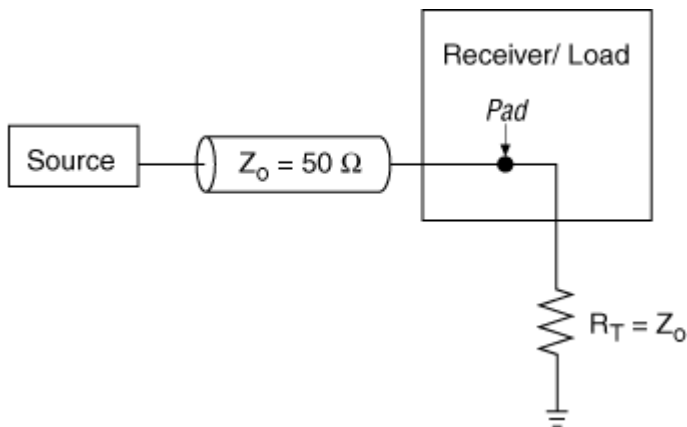 Receiver/ Load
Pad
Source
Zo = 50 Ω
RT = Zo